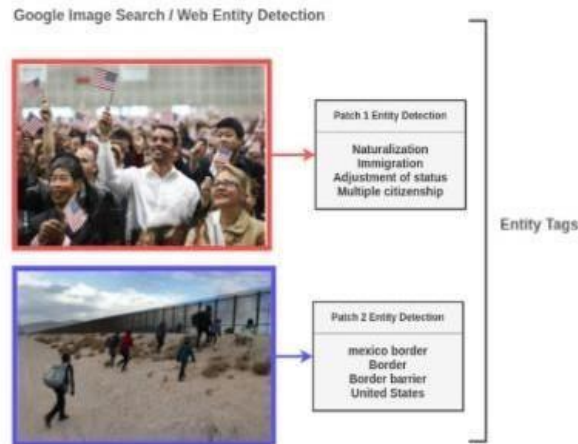 Google Image Search / Web Entity Detection
Patch 1 Entity Detection
Naturalization
Immigration
Adjustment of status
Multiple citizenship
Entity Tags
Patch 2 Entity Detection
mexico border
Border
Border barrier
United States